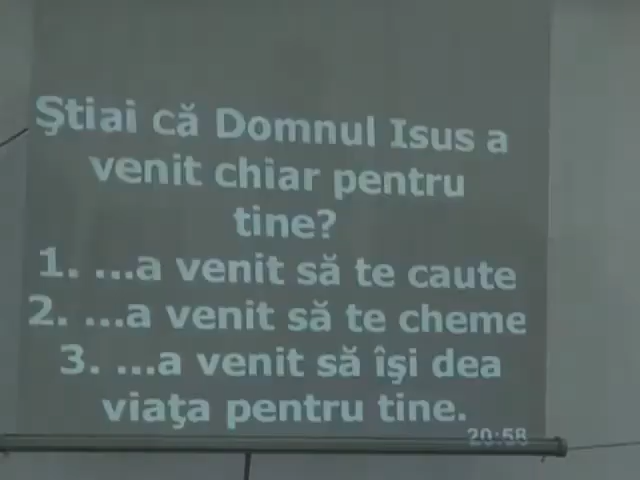 Ştiai că Domnul Isus a
venit chiar pentru
tine?
1. ...a venit să te caute
2. ...a venit să te cheme
3. ...a venit să îşi dea
viaţa pentru tine.
20:58